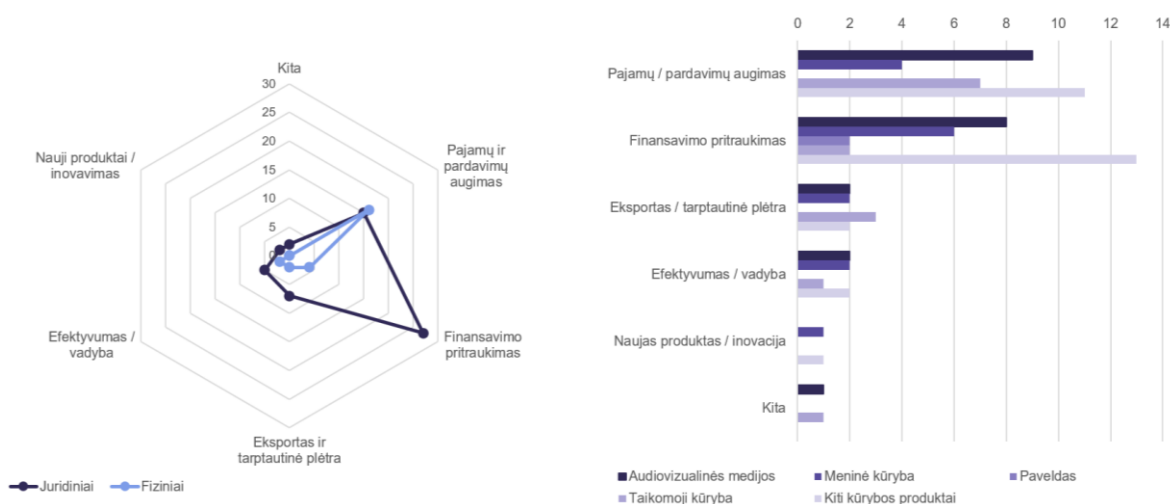 Kita
30
25
20
15
10
5
0
Pajamų ir
pardavimų
augimas
Finansavimo
pritraukimas
Eksportas ir
tarptautinė plėtra
Efektyvumas /
vadyba
Nauji produktai /
inovavimas
Juridiniai
Fiziniai
0 2 4 6 8 10 12 14
Pajamų / pardavimų augimas
Finansavimo pritraukimas
Eksportas / tarptautinė plėtra
Efektyvumas / vadyba
Naujas produktas / inovacija
Kita
Audiovizualinės medijos
Meninė kūryba
Paveldas
Taikomoji kūryba
Kiti kūrybos produktai